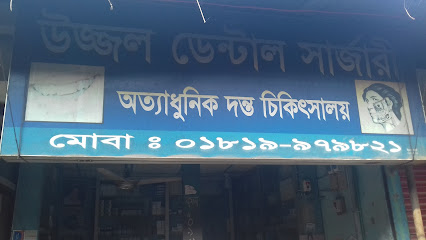 উজ্জল ডেন্টাল সার্জারী
অত্যাধুনিক দন্ত চিকিৎসালয়
মোবা ঃ ০১৮১৯-৯৭৯৮২১